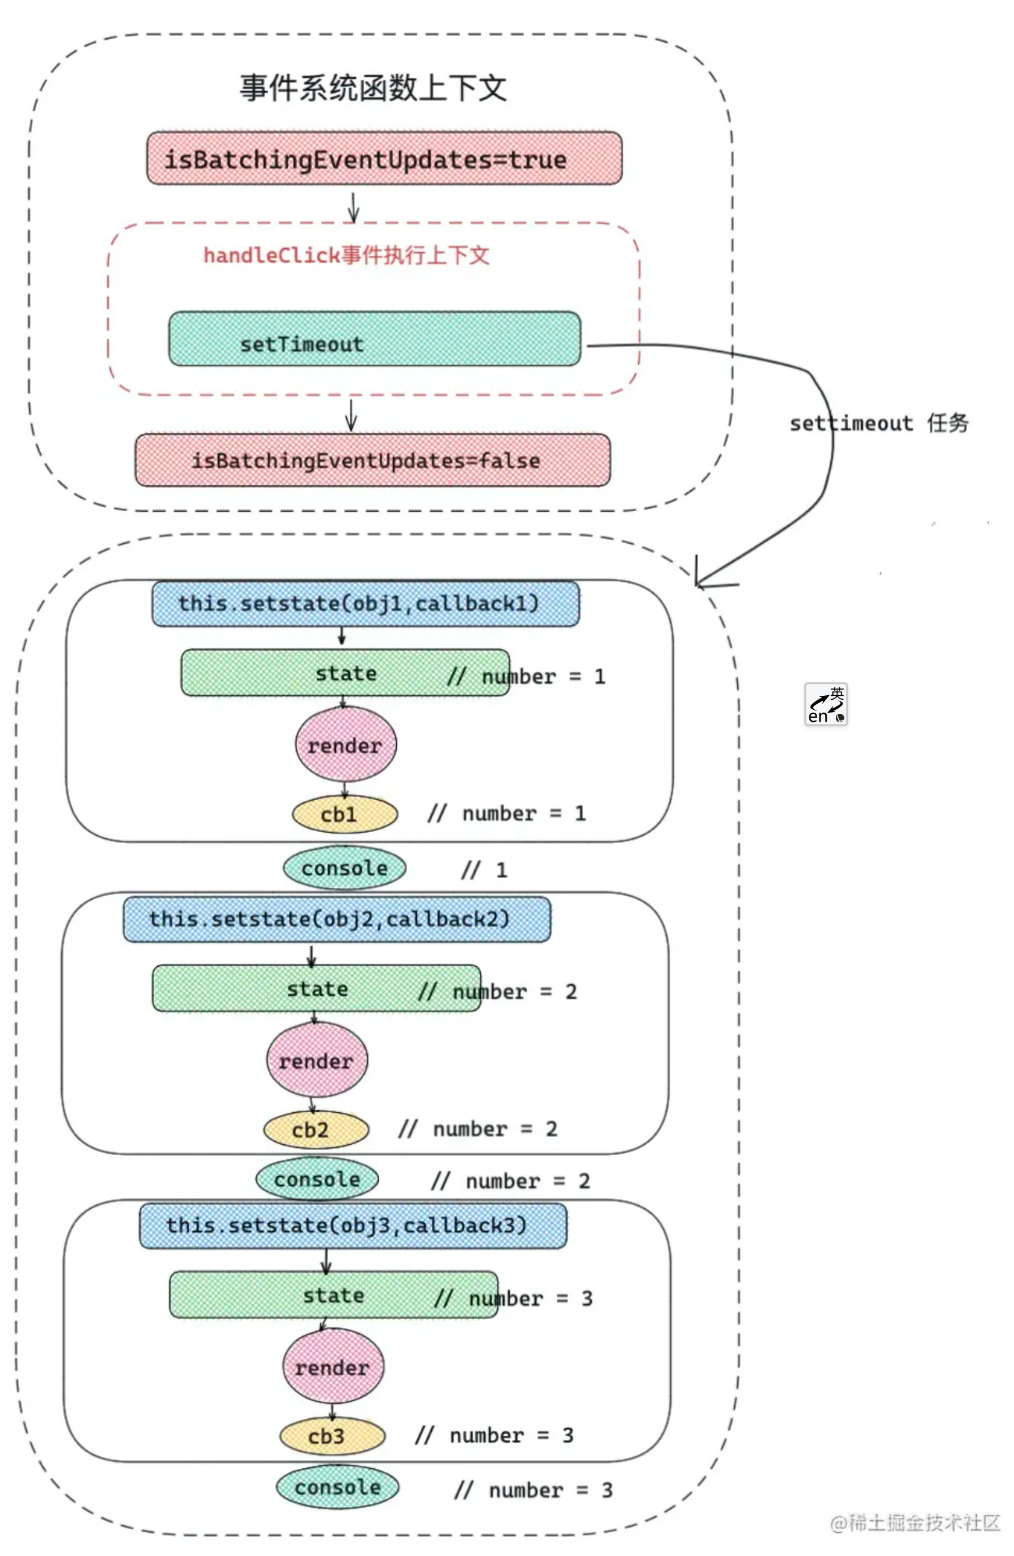 事件系统函数上下文
isBatchingEventUpdates=true
handleClick事件执行上下文
setTimeout
settimeout 任务
isBatchingEventUpdates=false
this.setstate(obj1,callback1)
state // number = 1
render
cb1 // number = 1
console // 1
this.setstate(obj2,callback2)
state // number = 2
render
cb2 // number = 2
console // number = 2
this.setstate(obj3,callback3)
state // number = 3
render
cb3 // number = 3
console // number = 3
英
en
@稀土掘金技术社区